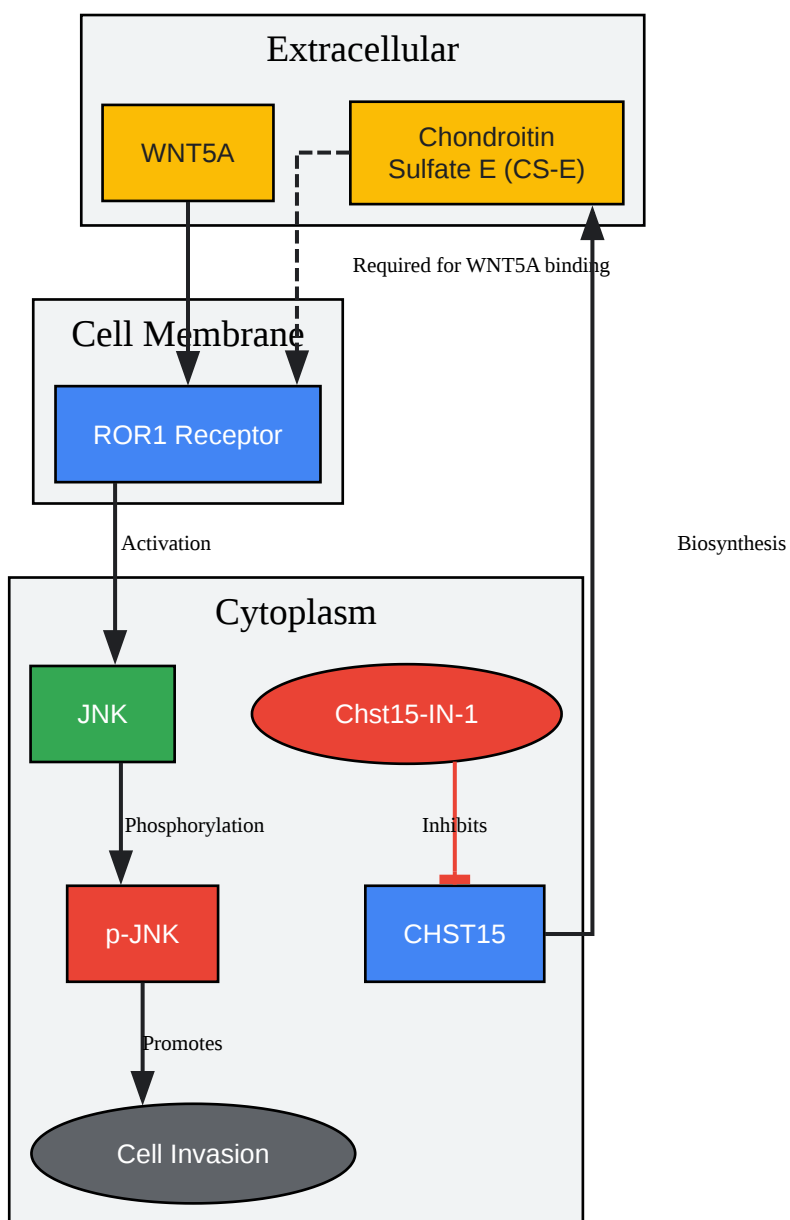 Extracellular
WNT5A
Chondroitin
Sulfate E (CS-E)
Required for WNT5A binding
Cell Membrane
ROR1 Receptor
Activation
Biosynthesis
Cytoplasm
JNK
Chst15-IN-1
Phosphorylation
Inhibits
p-JNK
CHST15
Promotes
Cell Invasion